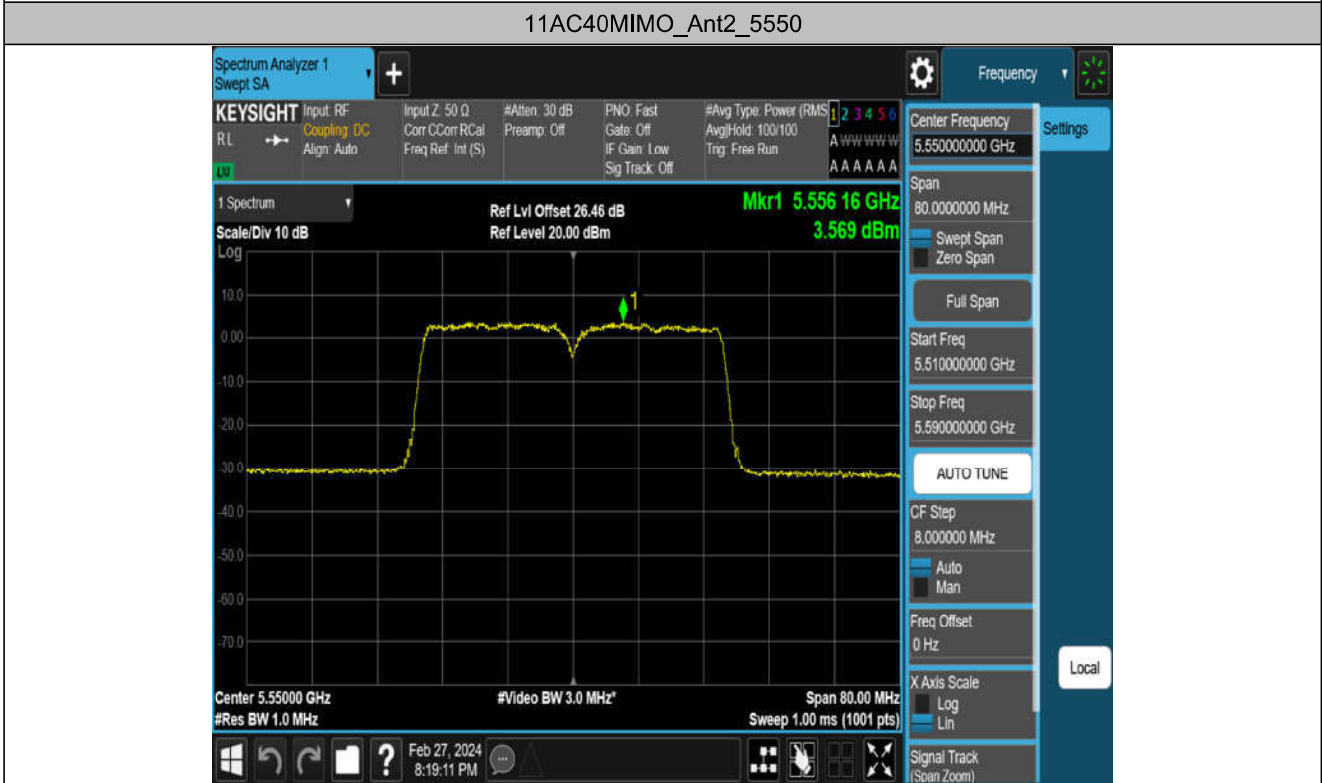 11AC40MIMO_Ant2_5550
Spectrum Analyzer 1
Swept SA
+
Frequency
KEYSIGHT
RL
LXI
Input: RF
Coupling: DC
Align: Auto
Input Z: 50 Ω
Corr CCorr RCal
Freq Ref: Int (S)
#Atten: 30 dB
Preamp: Off
PNO: Fast
Gate: Off
IF Gain: Low
Sig Track: Off
#Avg Type: Power (RMS
Avg|Hold: 100/100
Trig: Free Run
1 2 3 4 5 6
A W W W W W
A A A A A A
1 Spectrum
Scale/Div 10 dB
Log
Ref Lvl Offset 26.46 dB
Ref Level 20.00 dBm
Mkr1 5.556 16 GHz
3.569 dBm
1
10.0
0.00
-10.0
-20.0
-30.0
-40.0
-50.0
-60.0
-70.0
Center 5.55000 GHz
#Res BW 1.0 MHz
#Video BW 3.0 MHz*
Span 80.00 MHz
Sweep 1.00 ms (1001 pts)
?
Feb 27, 2024
8:19:11 PM
Center Frequency
5.550000000 GHz
Settings
Span
80.0000000 MHz
Swept Span
Zero Span
Full Span
Start Freq
5.510000000 GHz
Stop Freq
5.590000000 GHz
AUTO TUNE
CF Step
8.000000 MHz
Auto
Man
Freq Offset
0 Hz
X Axis Scale
Log
Lin
Local
Signal Track
(Span Zoom)